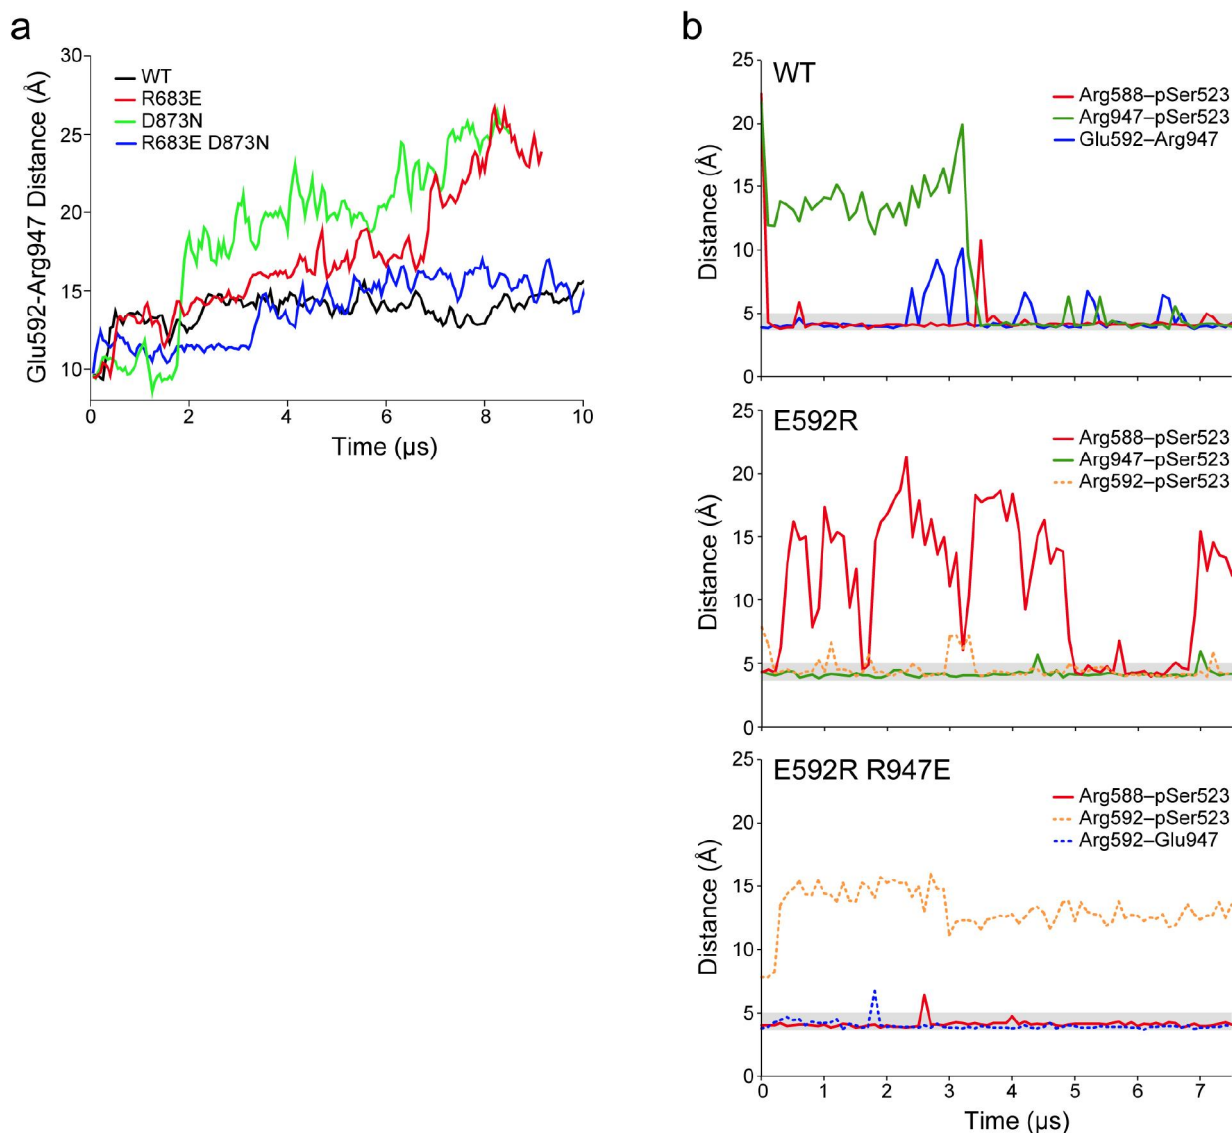 a
30
25
20
15
10
Glu592-Arg947 Distance (Å)
WT
R683E
D873N
R683E D873N
0 2 4 6 8 10
Time (µs)
b
WT
25
20
15
10
5
0
Distance (Å)
Arg588–pSer523
Arg947–pSer523
Glu592–Arg947
E592R
25
20
15
10
5
0
Distance (Å)
Arg588–pSer523
Arg947–pSer523
Arg592–pSer523
E592R R947E
25
20
15
10
5
0
Distance (Å)
Arg588–pSer523
Arg592–pSer523
Arg592–Glu947
0 1 2 3 4 5 6 7
Time (µs)